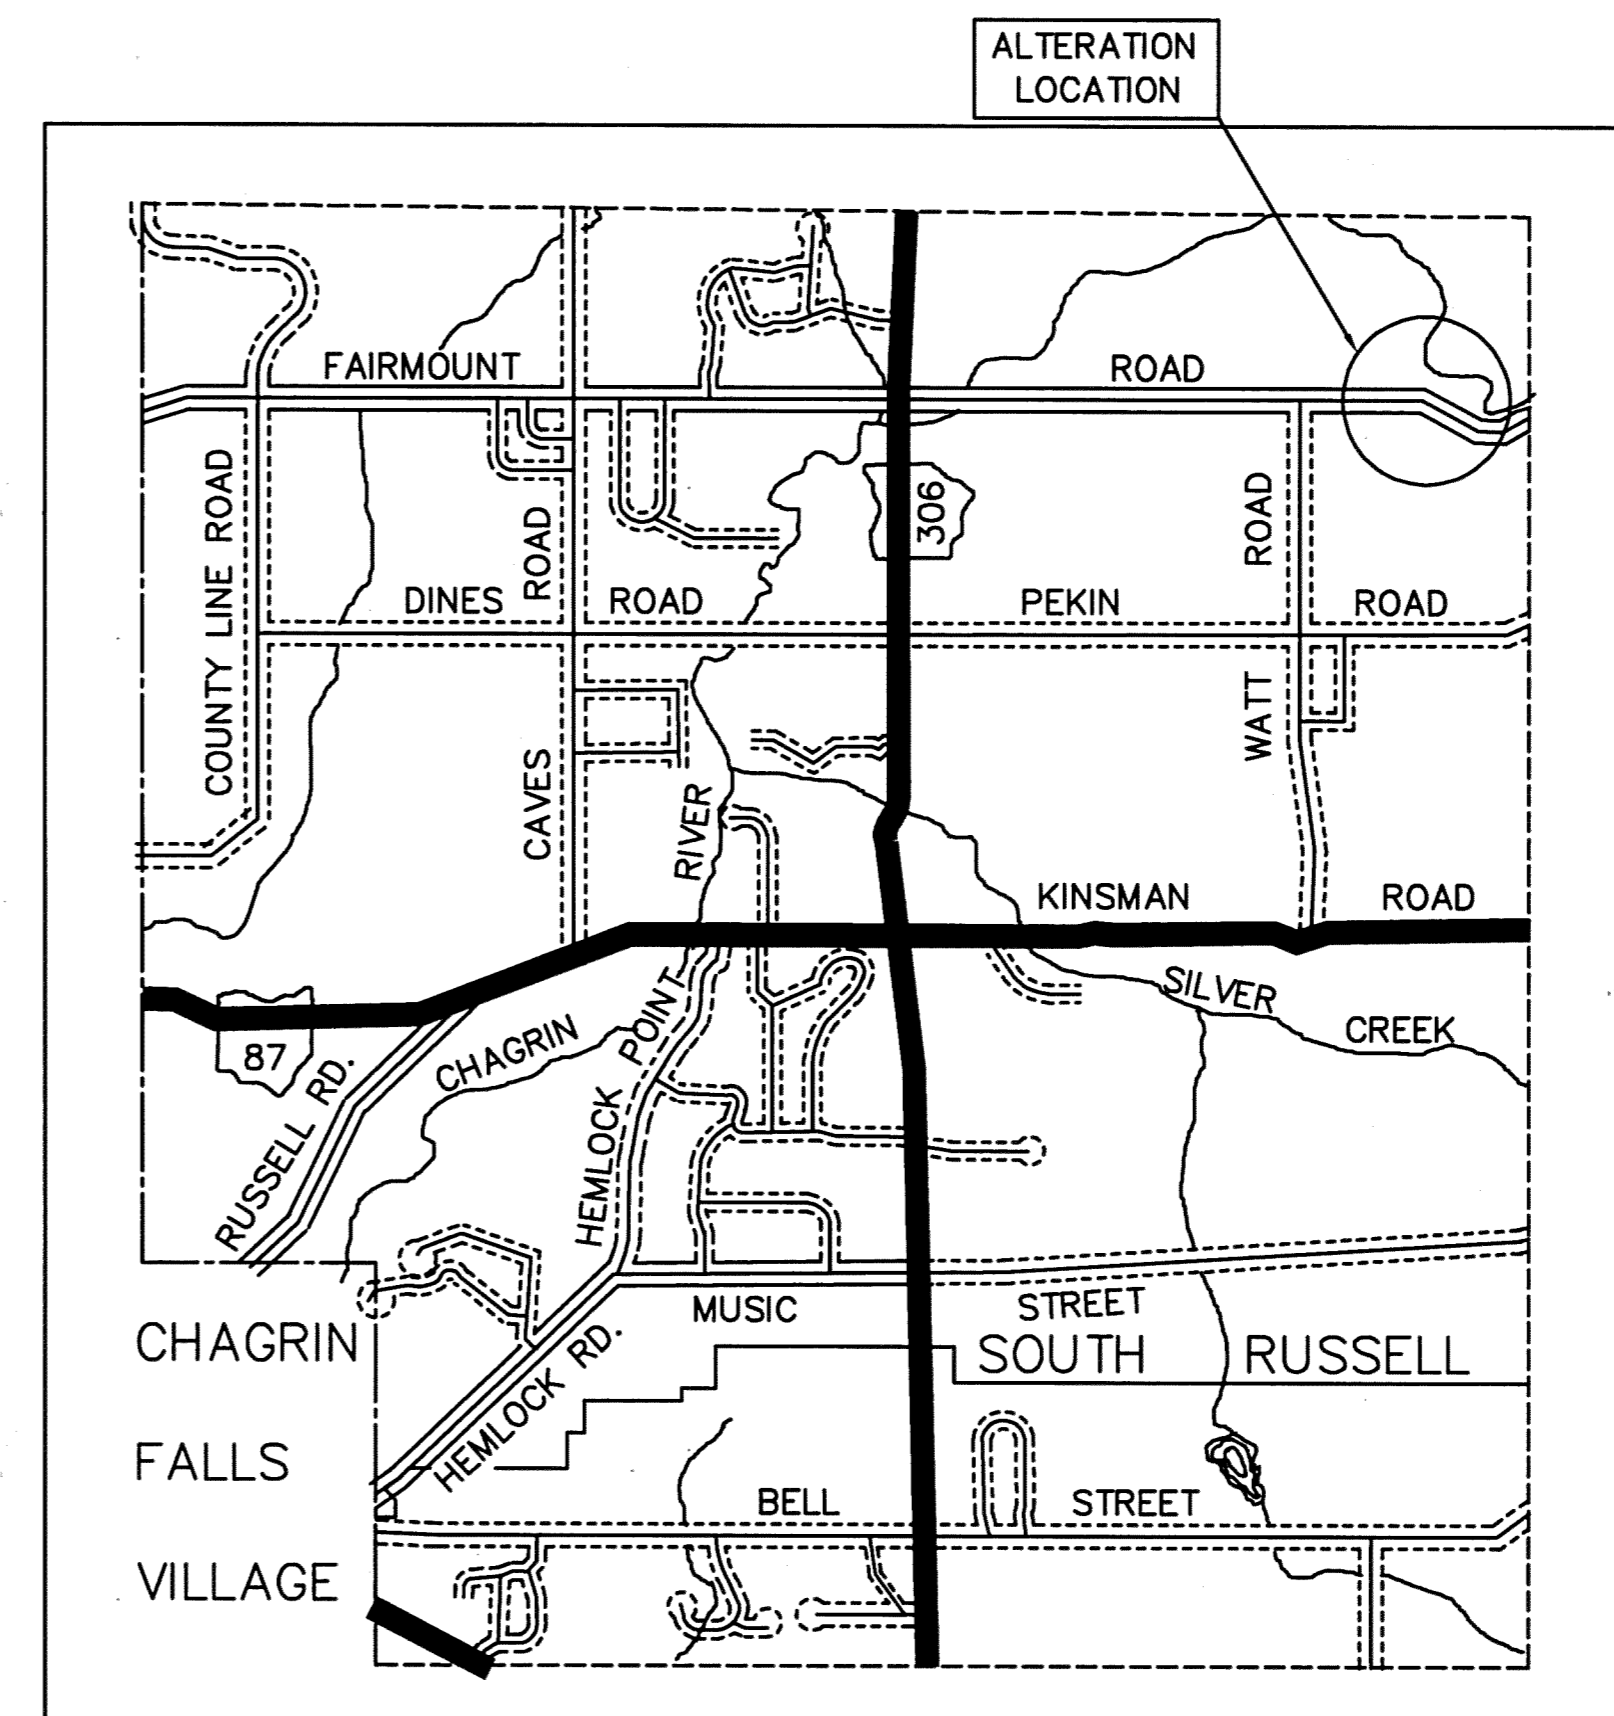 ALTERATION
LOCATION
FAIRMOUNT ROAD
COUNTY LINE ROAD
CAVES ROAD
306
WATT ROAD
DINES ROAD
PEKIN ROAD
KINSMAN ROAD
87
RUSSELL RD.
CHAGRIN RIVER
HEMLOCK POINT
SILVER CREEK
MUSIC STREET
HEMLOCK RD.
SOUTH RUSSELL
CHAGRIN
FALLS
VILLAGE
BELL STREET